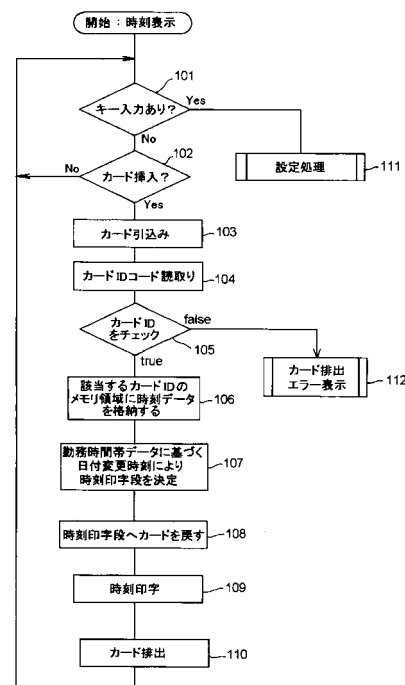 開始：時刻表示
101
キー入力あり？
Yes
No
102
設定処理
111
No
カード挿入？
Yes
カード引込み
103
カードIDコード読取り
104
カードID
をチェック
false
105
true
カード排出
エラー表示
112
該当するカードIDの
メモリ領域に時刻データ
を格納する
106
勤務時間帯データに基づく
日付変更時刻により
時刻印字段を決定
107
時刻印字段へカードを戻す
108
時刻印字
109
カード排出
110